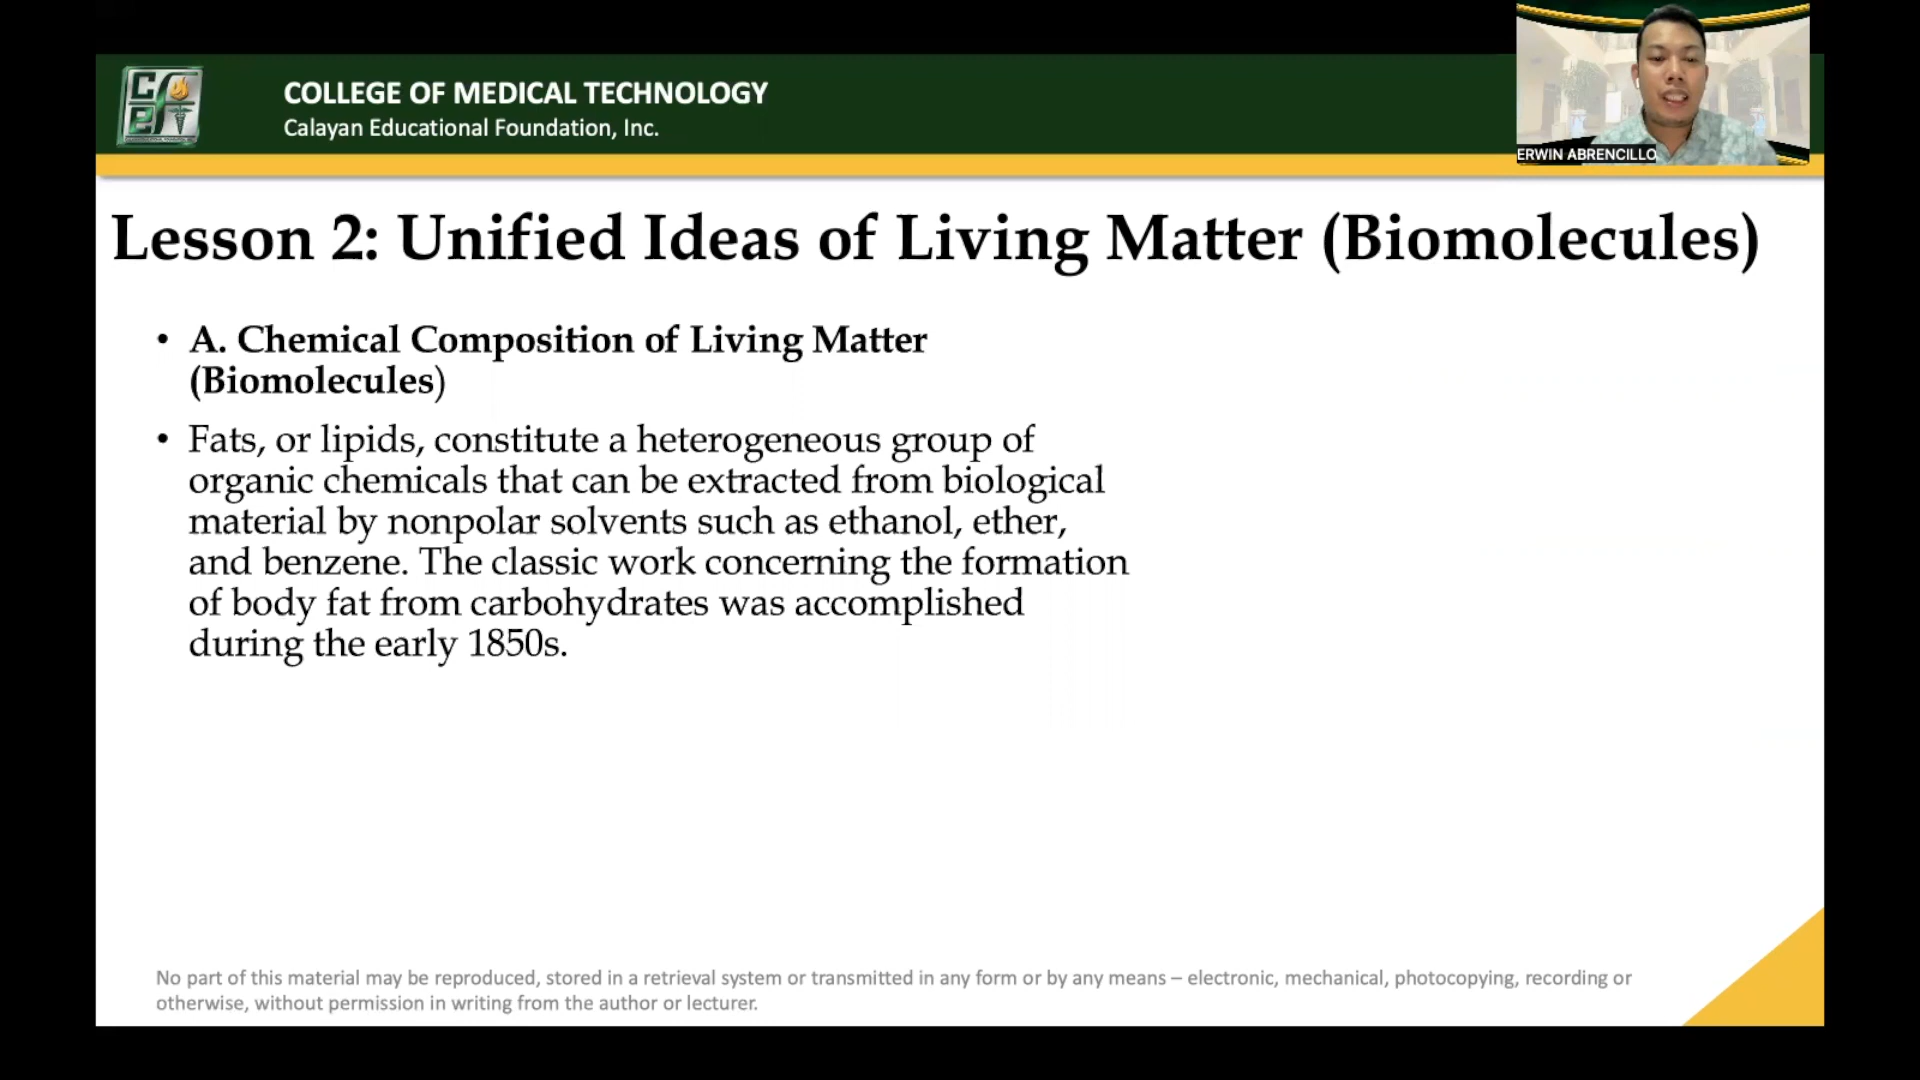 COLLEGE OF MEDICAL TECHNOLOGY
Calayan Educational Foundation, Inc.
ERWIN ABRENCILLO
Lesson 2: Unified Ideas of Living Matter (Biomolecules)
• A. Chemical Composition of Living Matter
(Biomolecules)
• Fats, or lipids, constitute a heterogeneous group of
organic chemicals that can be extracted from biological
material by nonpolar solvents such as ethanol, ether,
and benzene. The classic work concerning the formation
of body fat from carbohydrates was accomplished
during the early 1850s.
No part of this material may be reproduced, stored in a retrieval system or transmitted in any form or by any means – electronic, mechanical, photocopying, recording or
otherwise, without permission in writing from the author or lecturer.